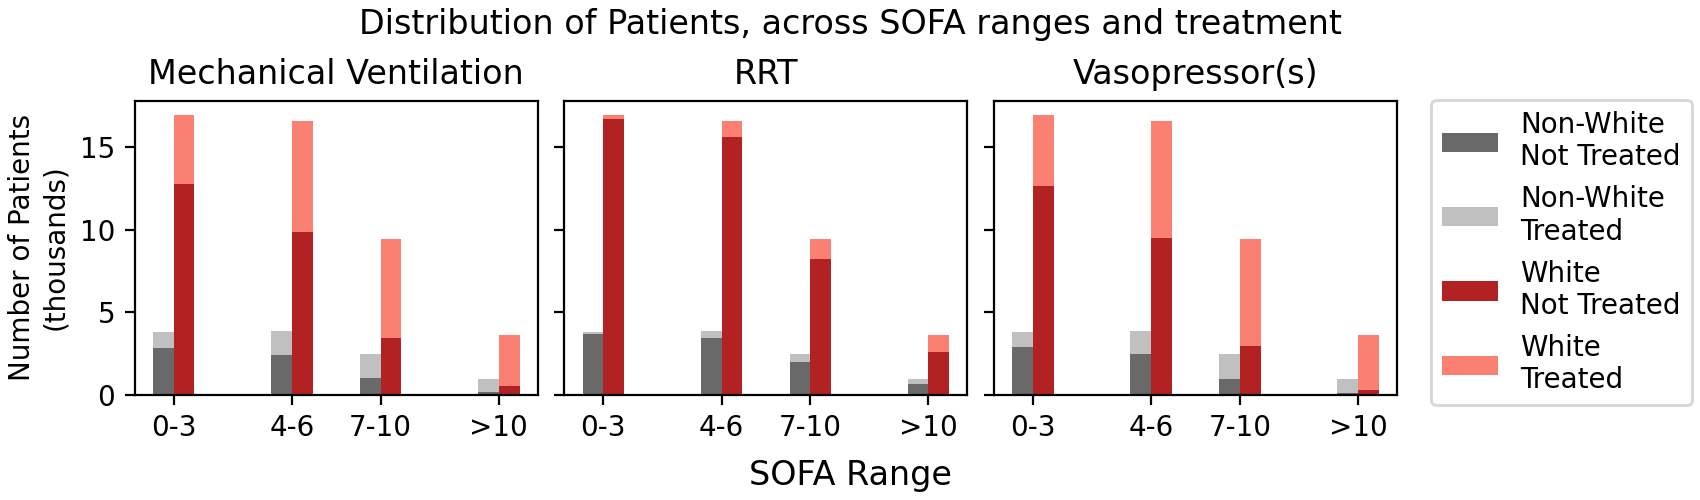 Distribution of Patients, across SOFA ranges and treatment
Mechanical Ventilation
RRT
Vasopressor(s)
Number of Patients
(thousands)
15
10
5
0
0-3
4-6
7-10
>10
0-3
4-6
7-10
>10
0-3
4-6
7-10
>10
SOFA Range
Non-White
Not Treated
Non-White
Treated
White
Not Treated
White
Treated